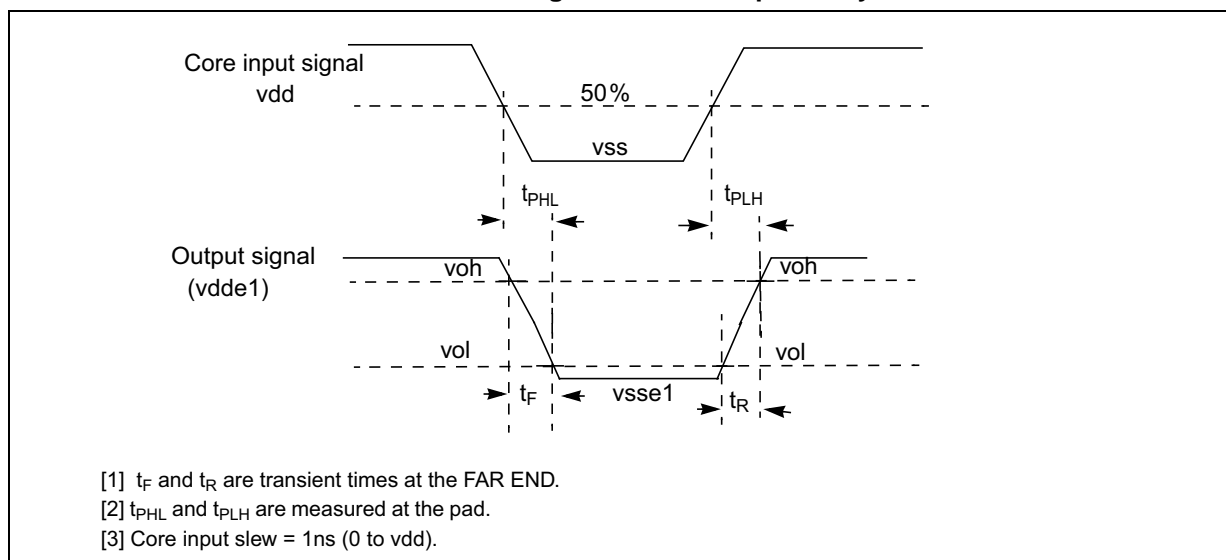 Core input signal
vdd
50%
vss
tPHL
tPLH
Output signal
(vdde1)
voh
voh
vol
vol
tF
vsse1
tR
[1] tF and tR are transient times at the FAR END.
[2] tPHL and tPLH are measured at the pad.
[3] Core input slew = 1ns (0 to vdd).